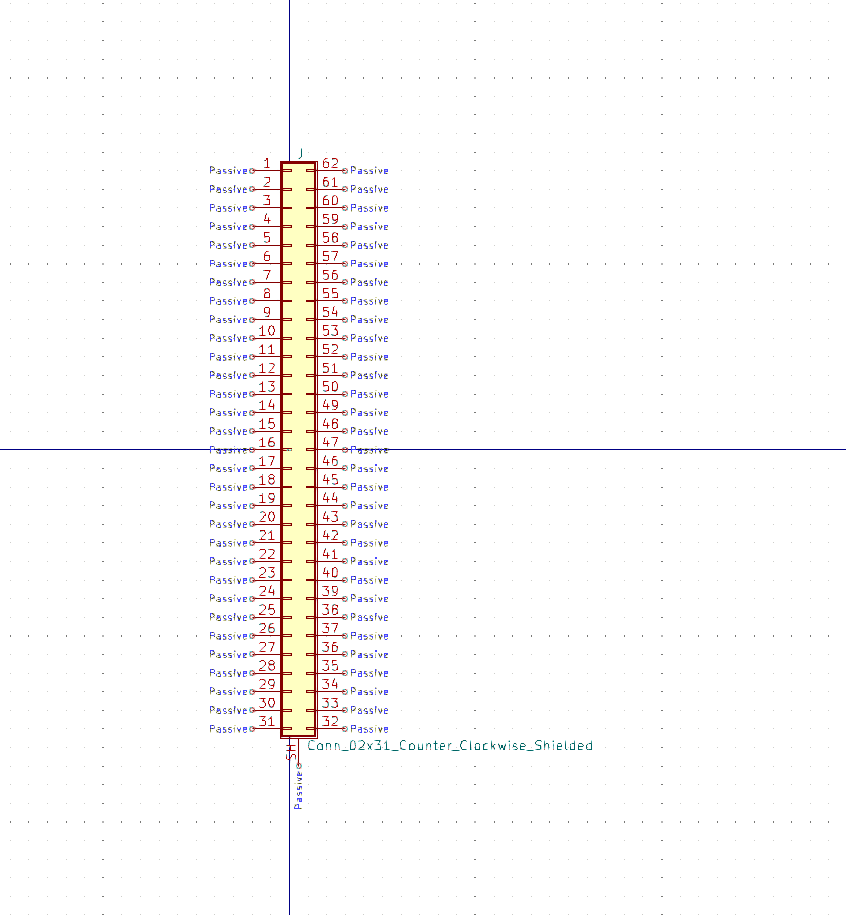 J
Passive 1 62 Passive
Passive 2 61 Passive
Passive 3 60 Passive
Passive 4 59 Passive
Passive 5 58 Passive
Passive 6 57 Passive
Passive 7 56 Passive
Passive 8 55 Passive
Passive 9 54 Passive
Passive 10 53 Passive
Passive 11 52 Passive
Passive 12 51 Passive
Passive 13 50 Passive
Passive 14 49 Passive
Passive 15 48 Passive
Passive 16 47 Passive
Passive 17 46 Passive
Passive 18 45 Passive
Passive 19 44 Passive
Passive 20 43 Passive
Passive 21 42 Passive
Passive 22 41 Passive
Passive 23 40 Passive
Passive 24 39 Passive
Passive 25 38 Passive
Passive 26 37 Passive
Passive 27 36 Passive
Passive 28 35 Passive
Passive 29 34 Passive
Passive 30 33 Passive
Passive 31 32 Passive
SH
Conn_02x31_Counter_Clockwise_Shielded
Passive